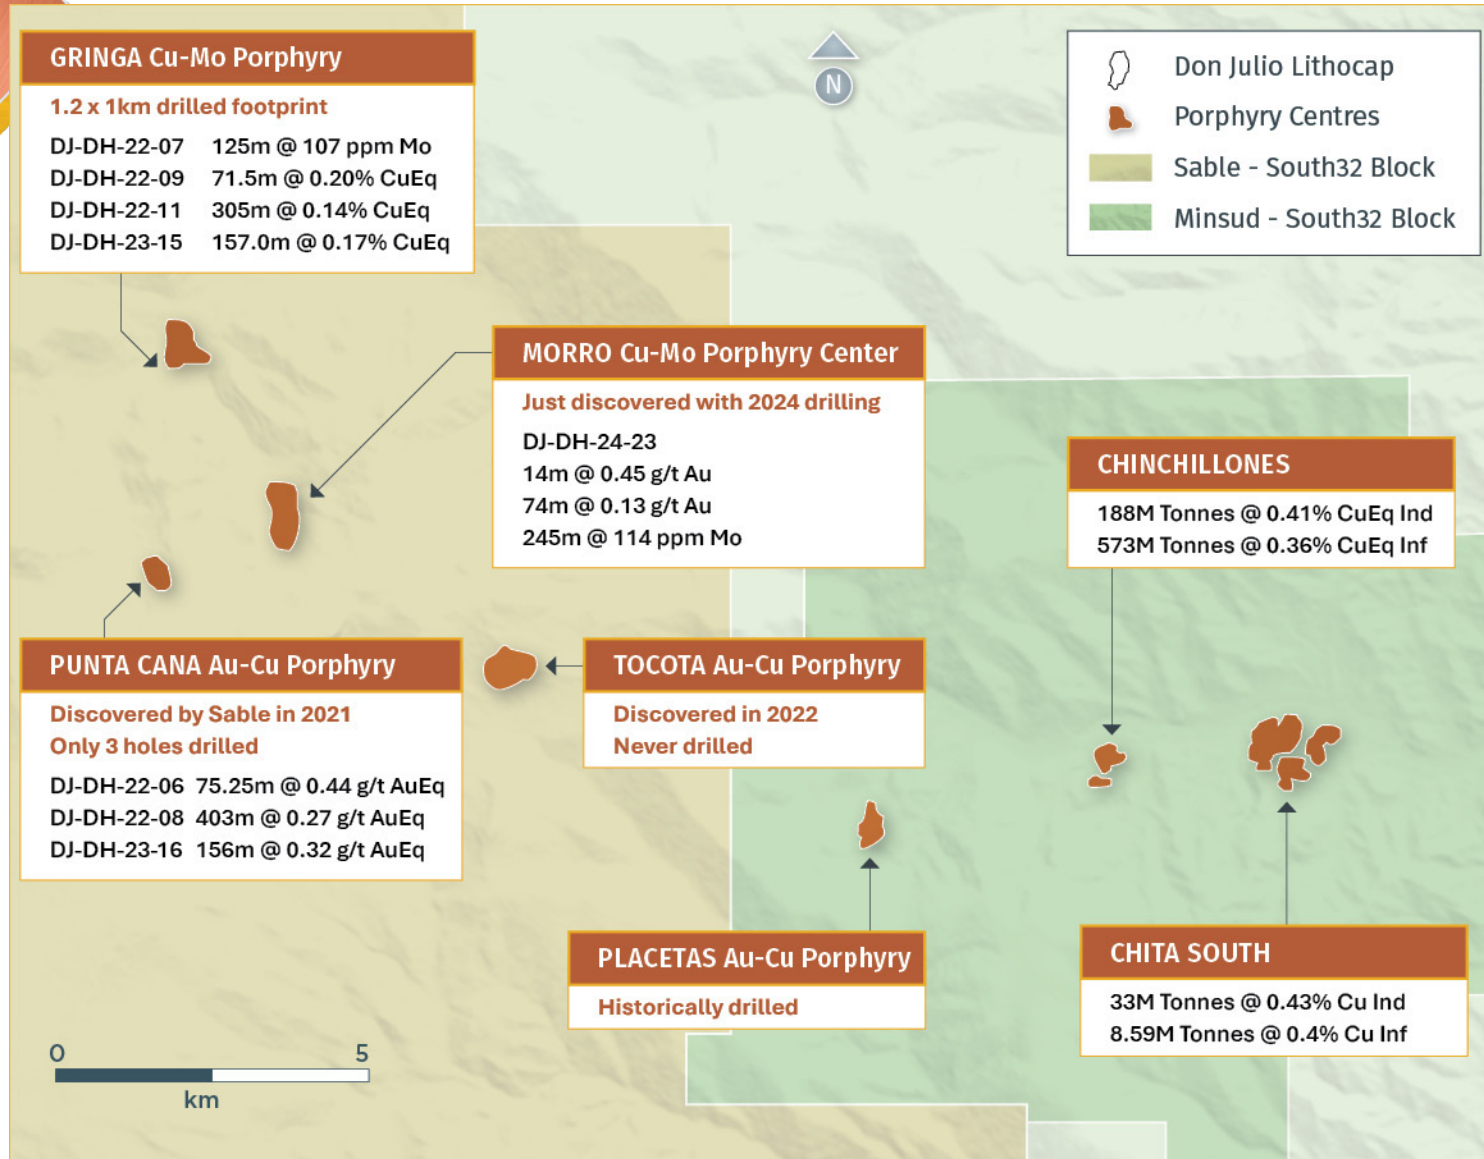 GRINGA Cu-Mo Porphyry
1.2 x 1km drilled footprint
DJ-DH-22-07 125m @ 107 ppm Mo
DJ-DH-22-09 71.5m @ 0.20% CuEq
DJ-DH-22-11 305m @ 0.14% CuEq
DJ-DH-23-15 157.0m @ 0.17% CuEq
N
Don Julio Lithocap
Porphyry Centres
Sable - South32 Block
Minsud - South32 Block
MORRO Cu-Mo Porphyry Center
Just discovered with 2024 drilling
DJ-DH-24-23
14m @ 0.45 g/t Au
74m @ 0.13 g/t Au
245m @ 114 ppm Mo
CHINCHILLONES
188M Tonnes @ 0.41% CuEq Ind
573M Tonnes @ 0.36% CuEq Inf
PUNTA CANA Au-Cu Porphyry
Discovered by Sable in 2021
Only 3 holes drilled
DJ-DH-22-06 75.25m @ 0.44 g/t AuEq
DJ-DH-22-08 403m @ 0.27 g/t AuEq
DJ-DH-23-16 156m @ 0.32 g/t AuEq
TOCOTA Au-Cu Porphyry
Discovered in 2022
Never drilled
PLACETAS Au-Cu Porphyry
Historically drilled
CHITA SOUTH
33M Tonnes @ 0.43% Cu Ind
8.59M Tonnes @ 0.4% Cu Inf
0 5
km